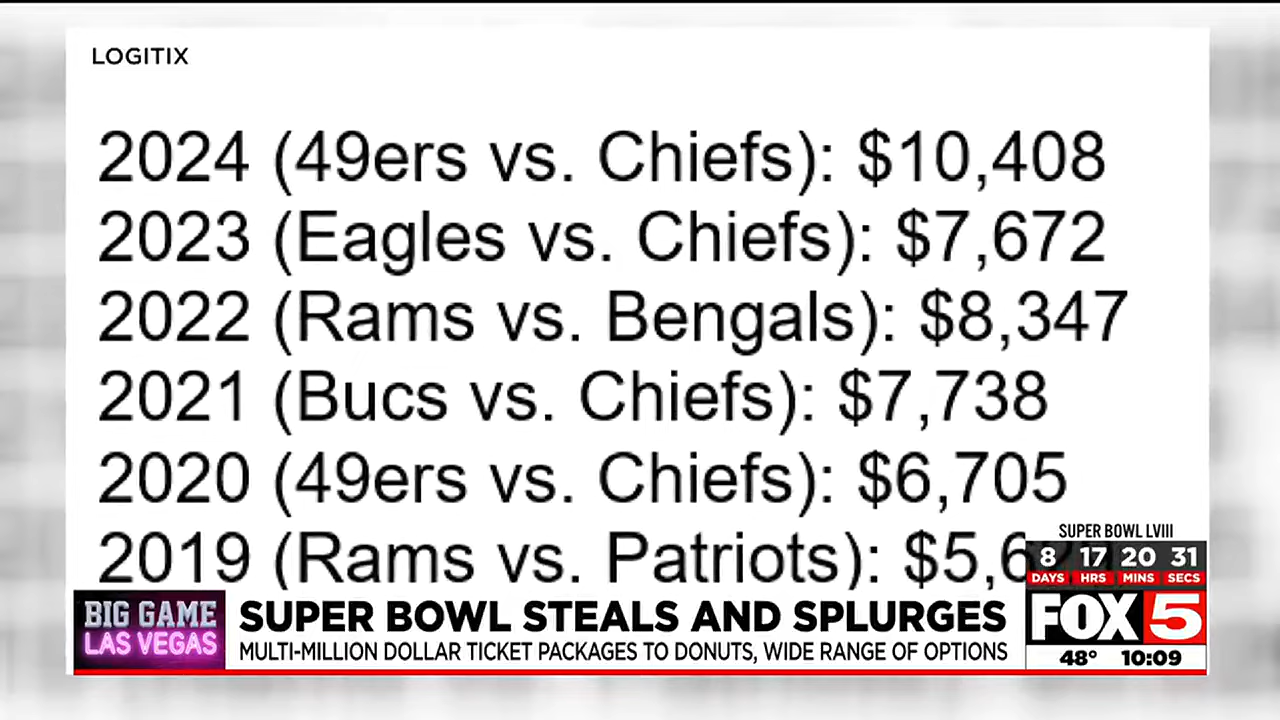 LOGITIX
2024 (49ers vs. Chiefs): $10,408
2023 (Eagles vs. Chiefs): $7,672
2022 (Rams vs. Bengals): $8,347
2021 (Bucs vs. Chiefs): $7,738
2020 (49ers vs. Chiefs): $6,705
2019 (Rams vs. Patriots):
SUPER BOWL LVIII
8 17 20 31
DAYS HRS MINS SECS
BIG GAME
LAS VEGAS
SUPER BOWL STEALS AND SPLURGES
MULTI-MILLION DOLLAR TICKET PACKAGES TO DONUTS, WIDE RANGE OF OPTIONS
FOX 5
48° 10:09